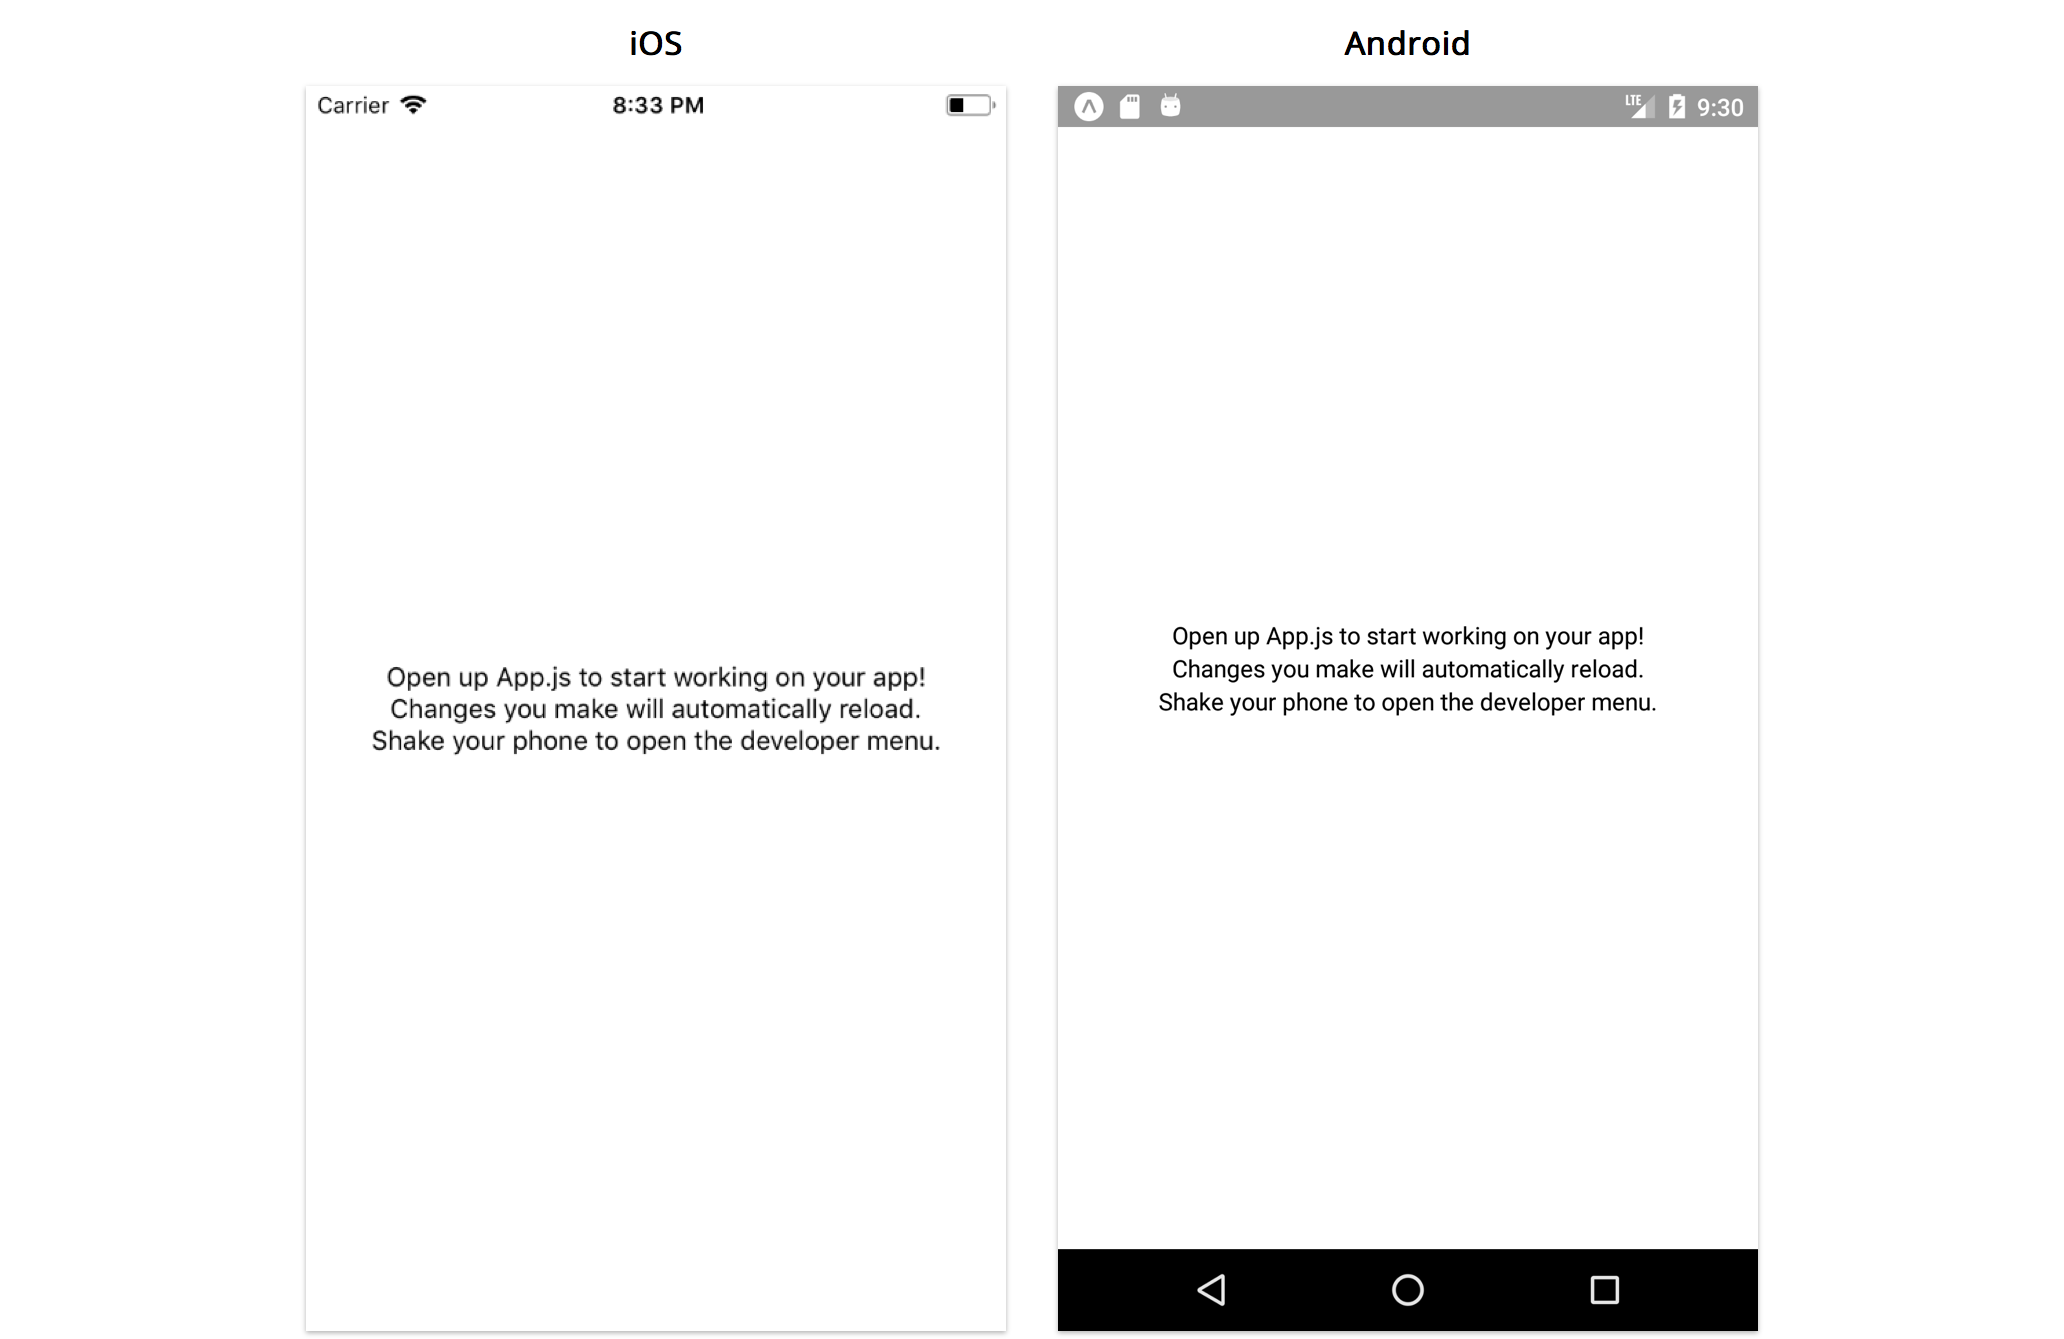 iOS
Carrier 8:33 PM
Open up App.js to start working on your app!
Changes you make will automatically reload.
Shake your phone to open the developer menu.
Android
LTE 9:30
Open up App.js to start working on your app!
Changes you make will automatically reload.
Shake your phone to open the developer menu.